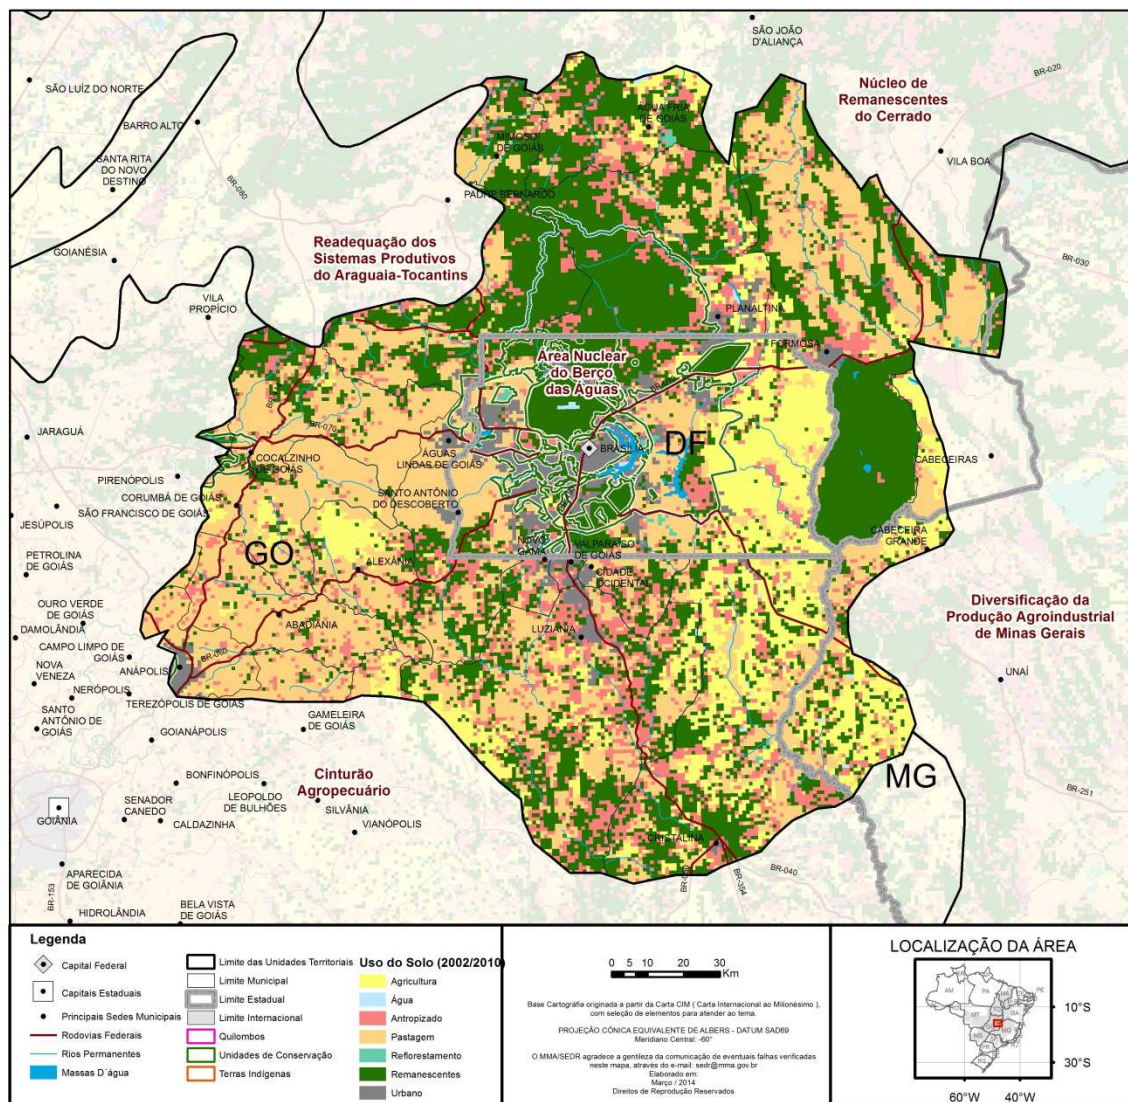 SÃO JOÃO
D'ALIANÇA
BR-020
SÃO LUÍZ DO NORTE
Núcleo de
Remanescentes
do Cerrado
BARRO ALTO
ÁGUA FRIA
DE GOIÁS
MIMOSO
DE GOIÁS
SANTA RITA
DO NOVO
DESTINO
VILA BOA
BR-080
PADRE BERNARDO
GOIANÉSIA
Readequação dos
Sistemas Produtivos
do Araguaia-Tocantins
BR-030
VILA
PROPÍCIO
PLANALTINA
FORMOSA
Área Nuclear
do Berço
das Águas
BR-070
JARAGUÁ
ÁGUAS
LINDAS DE GOIÁS
BRASÍLIA
DF
CABECEIRAS
COCALZINHO
DE GOIÁS
PIRENÓPOLIS
CORUMBÁ DE GOIÁS
SANTO ANTÔNIO
DO DESCOBERTO
SÃO FRANCISCO DE GOIÁS
JESÚPOLIS
CABECEIRA
GRANDE
NOVO
GAMA
VALPARAÍSO
DE GOIÁS
GO
PETROLINA
DE GOIÁS
ALEXÂNIA
CIDADE
OCIDENTAL
Diversificação da
Produção Agroindustrial
de Minas Gerais
OURO VERDE
DE GOIÁS
ABADIÂNIA
DAMOLÂNDIA
LUZIÂNIA
CAMPO LIMPO DE
GOIÁS
BR-060
NOVA
VENEZA
ANÁPOLIS
UNAÍ
NERÓPOLIS
TEREZÓPOLIS DE GOIÁS
SANTO
ANTÔNIO DE
GOIÁS
GAMELEIRA
DE GOIÁS
GOIANÁPOLIS
MG
Cinturão
Agropecuário
BONFINÓPOLIS
LEOPOLDO
DE BULHÕES
BR-251
SENADOR
CANEDO
SILVÂNIA
GOIÂNIA
CALDAZINHA
VIANÓPOLIS
CRISTALINA
APARECIDA
DE GOIÂNIA
BR-040
BR-354
BR-153
HIDROLÂNDIA
BELA VISTA
DE GOIÁS
Legenda
Capital Federal
Capitais Estaduais
Principais Sedes Municipais
Rodovias Federais
Rios Permanentes
Massas D´água
Limite das Unidades Territoriais
Limite Municipal
Limite Estadual
Limite Internacional
Quilombos
Unidades de Conservação
Terras Indígenas
Uso do Solo (2002/2010)
Agricultura
Água
Antropizado
Pastagem
Reflorestamento
Remanescentes
Urbano
0 5 10 20 30
Km
Base Cartografia originada a partir da Carta CIM ( Carta Internacional ao Milionésimo ),
com seleção de elementos para atender ao tema.
PROJEÇÃO CÔNICA EQUIVALENTE DE ALBERS - DATUM SAD69
Meridiano Central: -60°
O MMA/SEDR agradece a gentileza da comunicação de eventuais falhas verificadas
neste mapa, através do e-mail: sedr@mma.gov.br
Elaborado em:
Março / 2014
Direitos de Reprodução Reservados
LOCALIZAÇÃO DA ÁREA
AM
PA
MA
PE
MT
BA
MS
MG
PR
RJ
RS
10°S
30°S
60°W 40°W